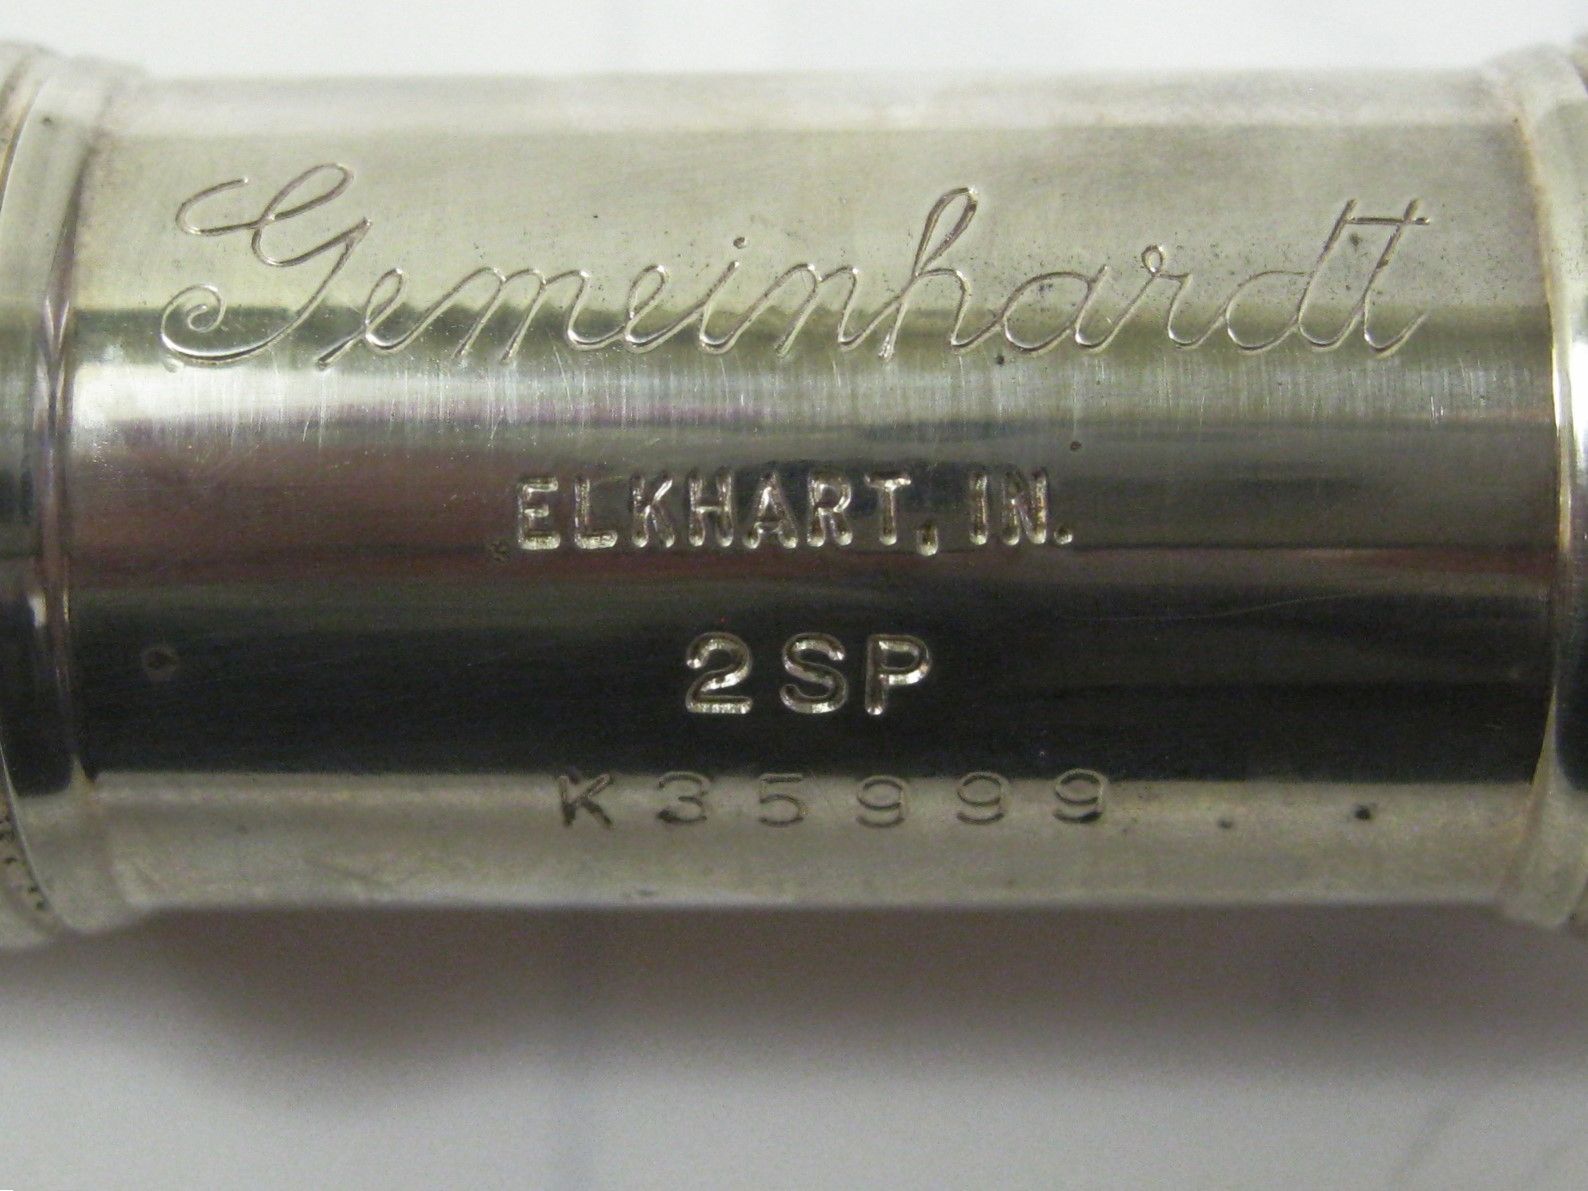 Gemeinhardt
ELKHART, IN.
2SP
K35999